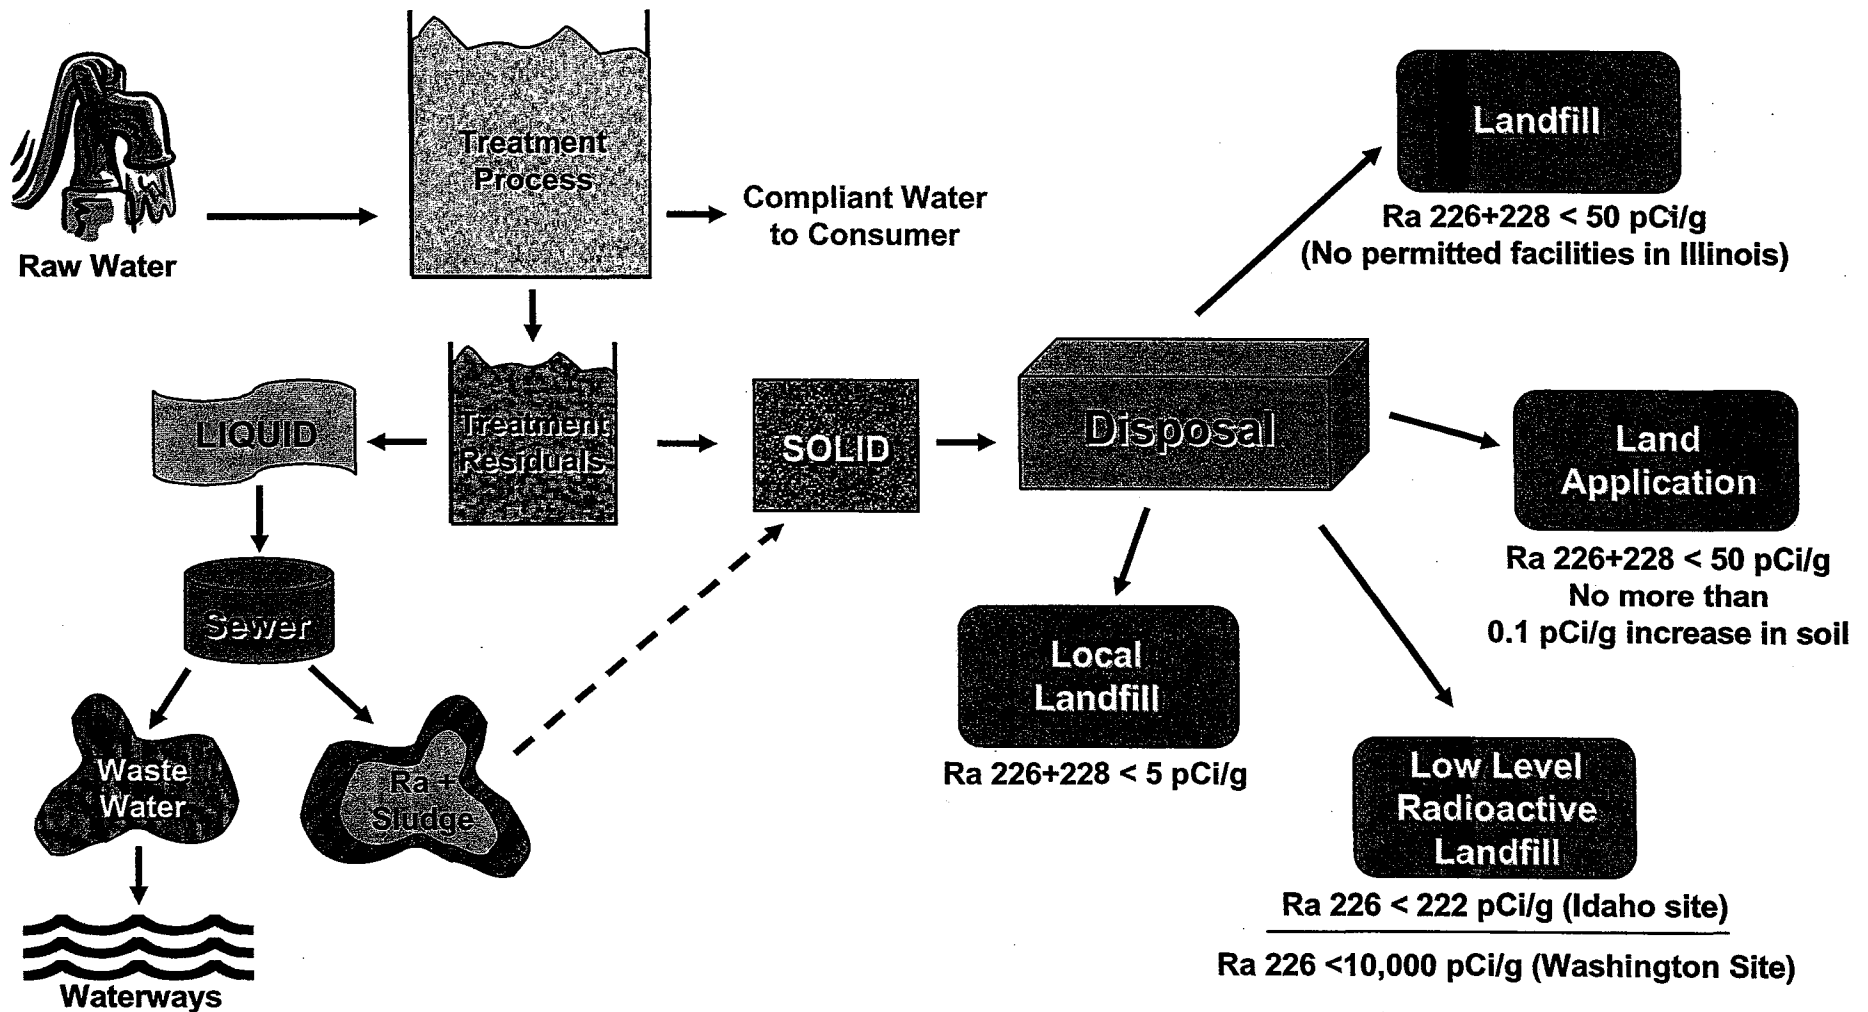 Raw Water
Treatment
Process
Compliant Water
to Consumer
Landfill
Ra 226+228 < 50 pCi/g
(No permitted facilities in Illinois)
LIQUID
Treatment
Residuals
SOLID
Disposal
Land
Application
Ra 226+228 < 50 pCi/g
No more than
0.1 pCi/g increase in soil
Sewer
Local
Landfill
Ra 226+228 < 5 pCi/g
Waste
Water
Ra +
Sludge
Low Level
Radioactive
Landfill
Ra 226 < 222 pCi/g (Idaho site)
Ra 226 <10,000 pCi/g (Washington Site)
Waterways